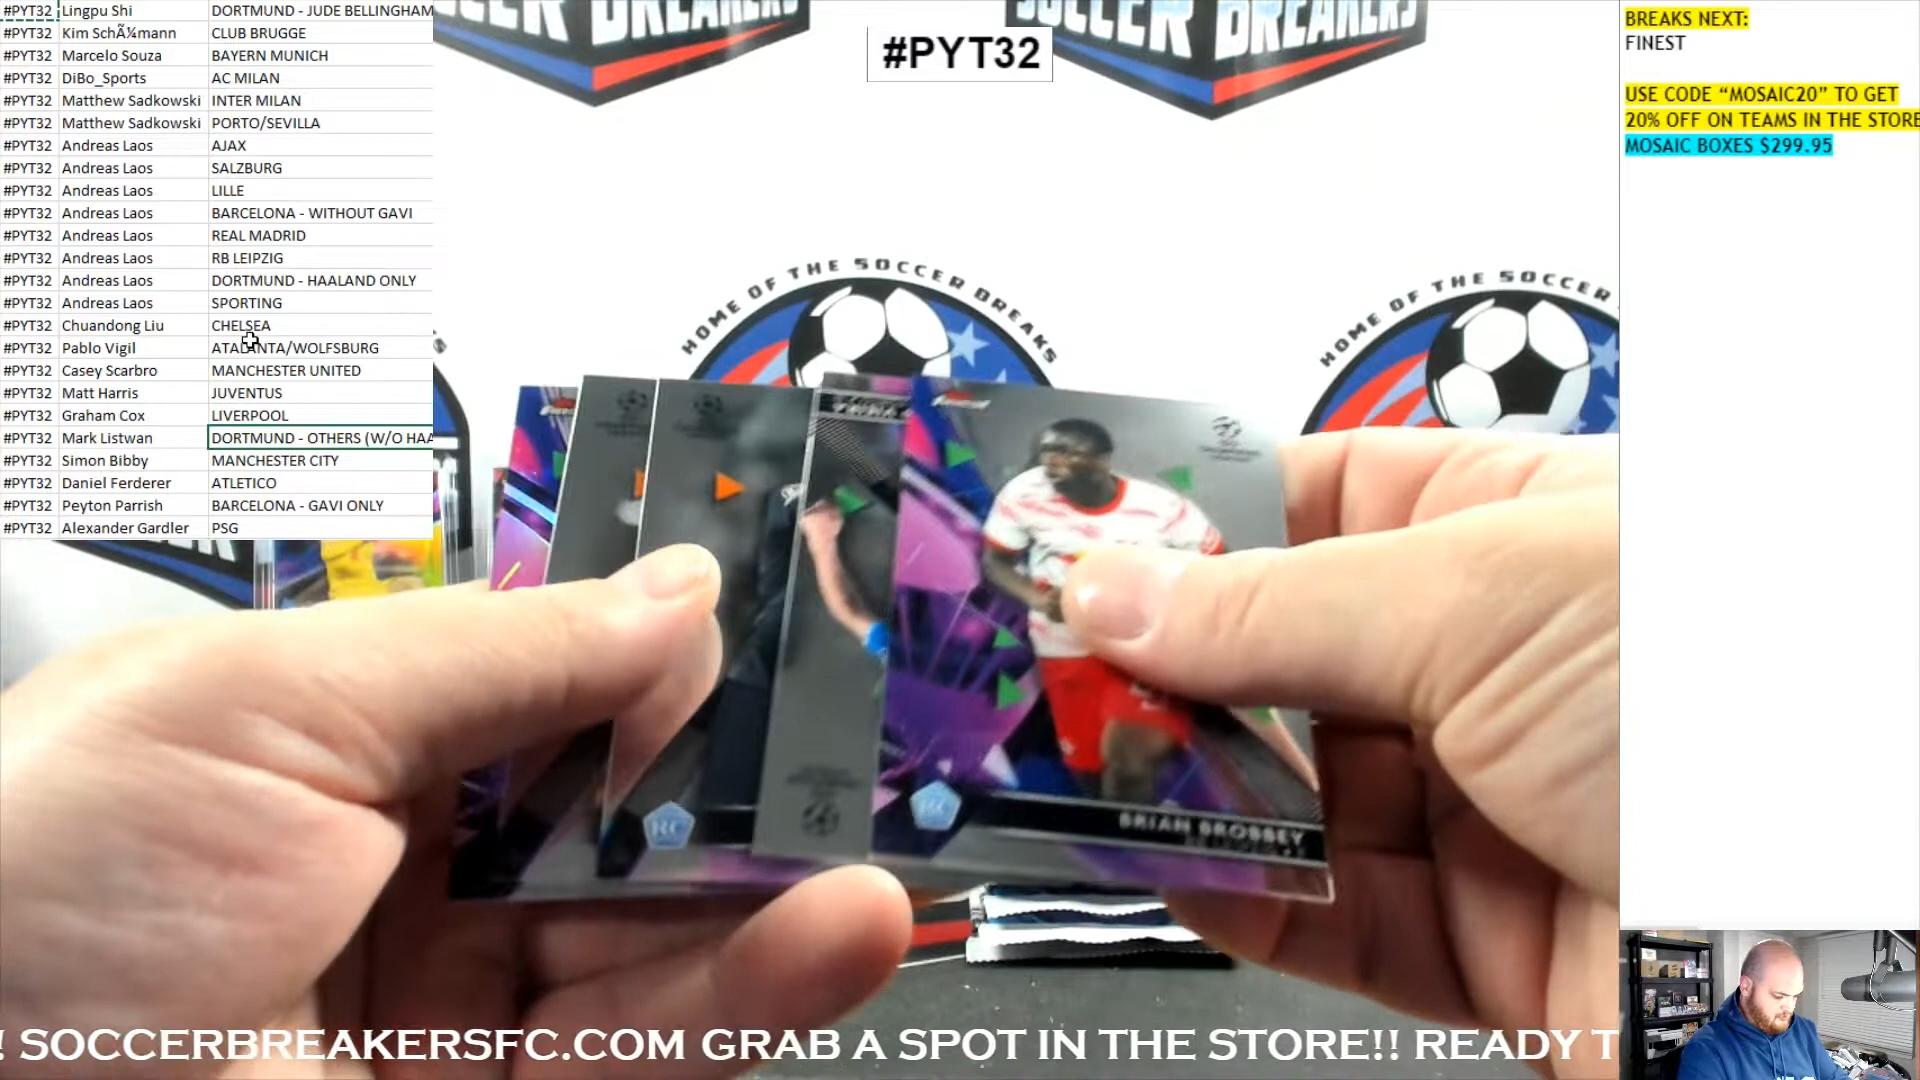 #PYT32 Lingpu Shi DORTMUND - JUDE BELLINGHAM
#PYT32 Kim SchÃ¼mann CLUB BRUGGE
#PYT32 Marcelo Souza BAYERN MUNICH
#PYT32 DiBo_Sports AC MILAN
#PYT32 Matthew Sadkowski INTER MILAN
#PYT32 Matthew Sadkowski PORTO/SEVILLA
#PYT32 Andreas Laos AJAX
#PYT32 Andreas Laos SALZBURG
#PYT32 Andreas Laos LILLE
#PYT32 Andreas Laos BARCELONA - WITHOUT GAVI
#PYT32 Andreas Laos REAL MADRID
#PYT32 Andreas Laos RB LEIPZIG
#PYT32 Andreas Laos DORTMUND - HAALAND ONLY
#PYT32 Andreas Laos SPORTING
#PYT32 Chuandong Liu CHELSEA
#PYT32 Pablo Vigil ATALANTA/WOLFSBURG
#PYT32 Casey Scarbro MANCHESTER UNITED
#PYT32 Matt Harris JUVENTUS
#PYT32 Graham Cox LIVERPOOL
#PYT32 Mark Listwan DORTMUND - OTHERS (W/O HAA
#PYT32 Simon Bibby MANCHESTER CITY
#PYT32 Daniel Ferderer ATLETICO
#PYT32 Peyton Parrish BARCELONA - GAVI ONLY
#PYT32 Alexander Gardler PSG
SOCCER BREAKERS
SOCCER BREAKERS
#PYT32
HOME OF THE SOCCER BREAKS
HOME OF THE SOCCER BREAKS
RC
RC
BRIAN BROBBEY
BREAKS NEXT:
FINEST
USE CODE “MOSAIC20” TO GET
20% OFF ON TEAMS IN THE STORE
MOSAIC BOXES $299.95
! SOCCERBREAKERSFC.COM GRAB A SPOT IN THE STORE!! READY T